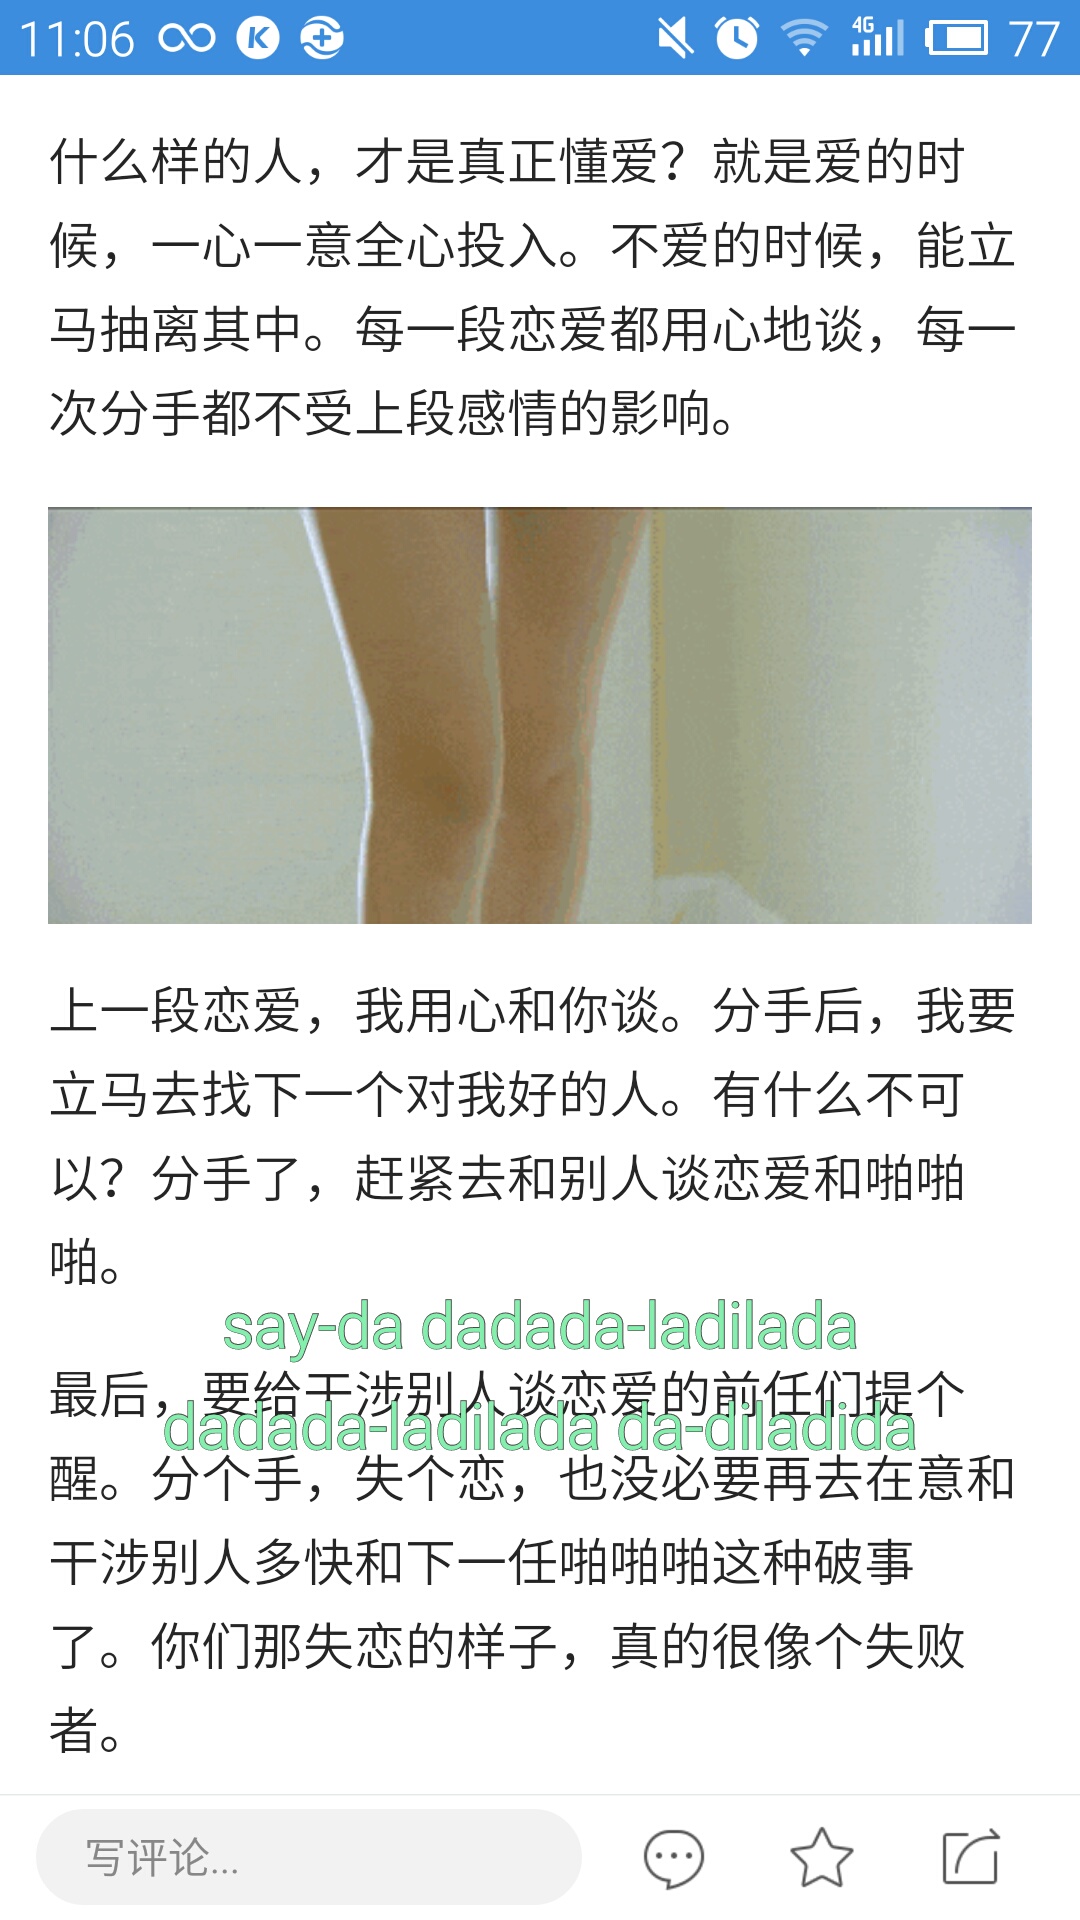 11:06 4G 77
什么样的人，才是真正懂爱？就是爱的时
候，一心一意全心投入。不爱的时候，能立
马抽离其中。每一段恋爱都用心地谈，每一
次分手都不受上段感情的影响。
上一段恋爱，我用心和你谈。分手后，我要
立马去找下一个对我好的人。有什么不可
以？分手了，赶紧去和别人谈恋爱和啪啪
啪。
say-da dadada-ladilada
最后，要给干涉别人谈恋爱的前任们提个
dadada-ladilada da-diladida
醒。分个手，失个恋，也没必要再去在意和
干涉别人多快和下一任啪啪啪这种破事
了。你们那失恋的样子，真的很像个失败
者。
写评论...